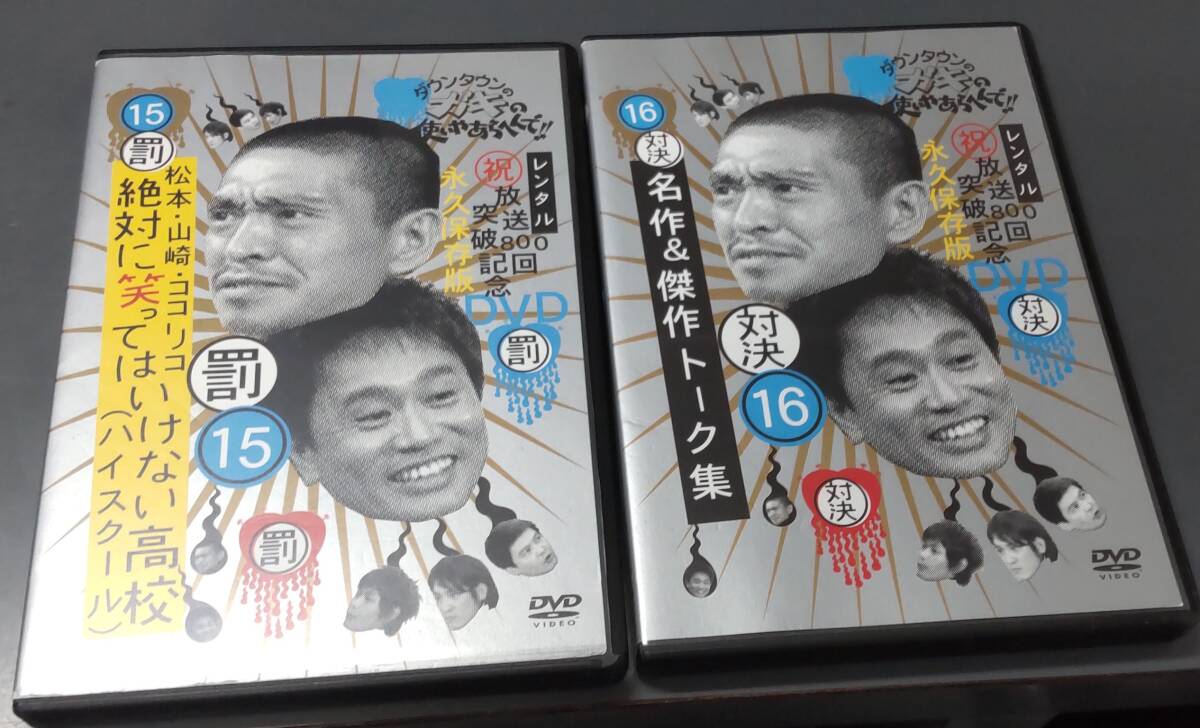 15
罰
松本・山崎・ココリコ
絶対に笑ってはいけない高校
(ハイスクール)
ダウンタウンの
ガキの
使いやあらへんで!!
レンタル
祝
放送800回
突破記念
永久保存版
DVD
罰
罰
15
罰
DVD
VIDEO
16
対決
名作&傑作トーク集
ダウンタウンの
ガキの
使いやあらへんで!!
レンタル
祝
放送800回
突破記念
永久保存版
DVD
対決
対決
16
対決
DVD
VIDEO